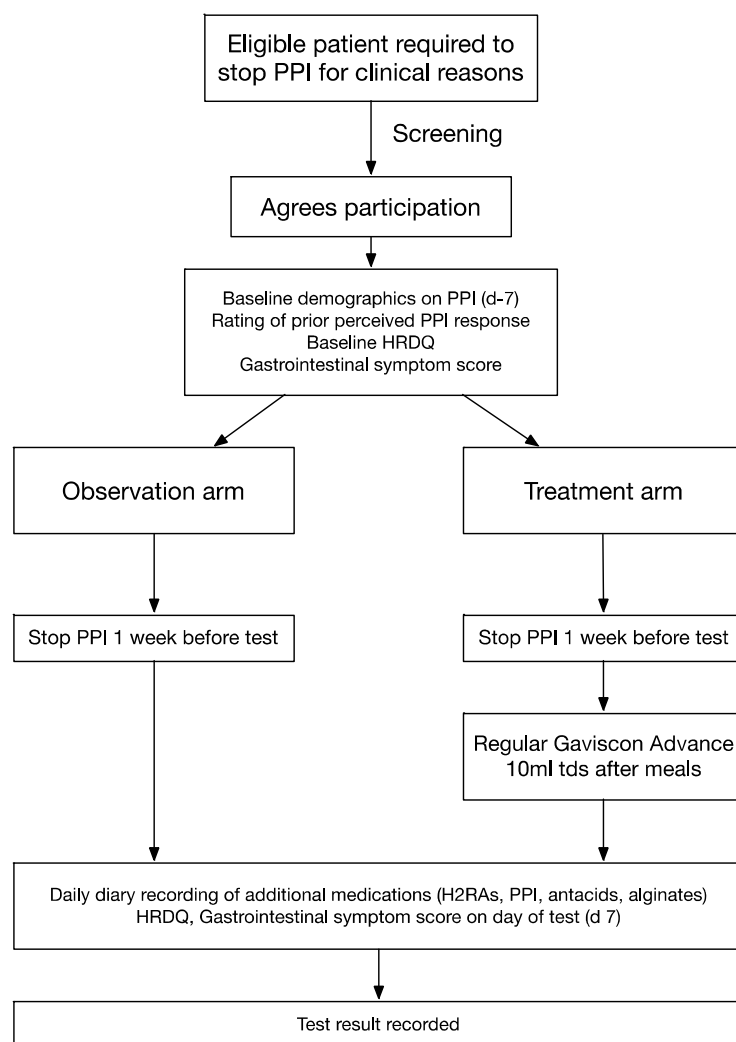 Eligible patient required to
stop PPI for clinical reasons
Screening
Agrees participation
Baseline demographics on PPI (d-7)
Rating of prior perceived PPI response
Baseline HRDQ
Gastrointestinal symptom score
Observation arm
Treatment arm
Stop PPI 1 week before test
Stop PPI 1 week before test
Regular Gaviscon Advance
10ml tds after meals
Daily diary recording of additional medications (H2RAs, PPI, antacids, alginates)
HRDQ, Gastrointestinal symptom score on day of test (d 7)
Test result recorded